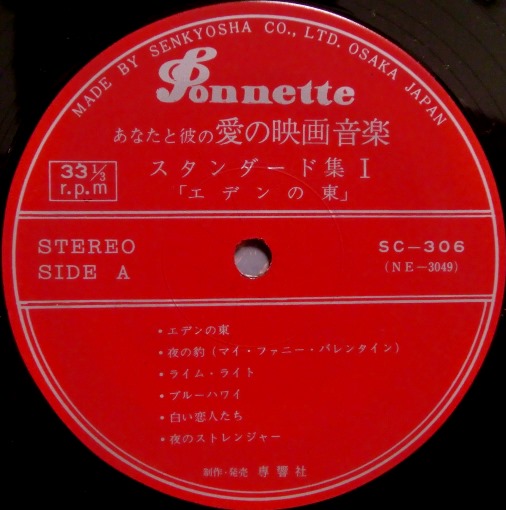 MADE BY SENKYOSHA CO., LTD. OSAKA JAPAN
Ponnette
あなたと彼の愛の映画音楽
スタンダード集 I
「エデンの東」
33 1/3
r.p.m
STEREO
SIDE A
SC-306
(NE-3049)
・エデンの東
・夜の豹(マイ・ファニー・バレンタイン)
・ライム・ライト
・ブルーハワイ
・白い恋人たち
・夜のストレンジャー
制作・発売 専響社